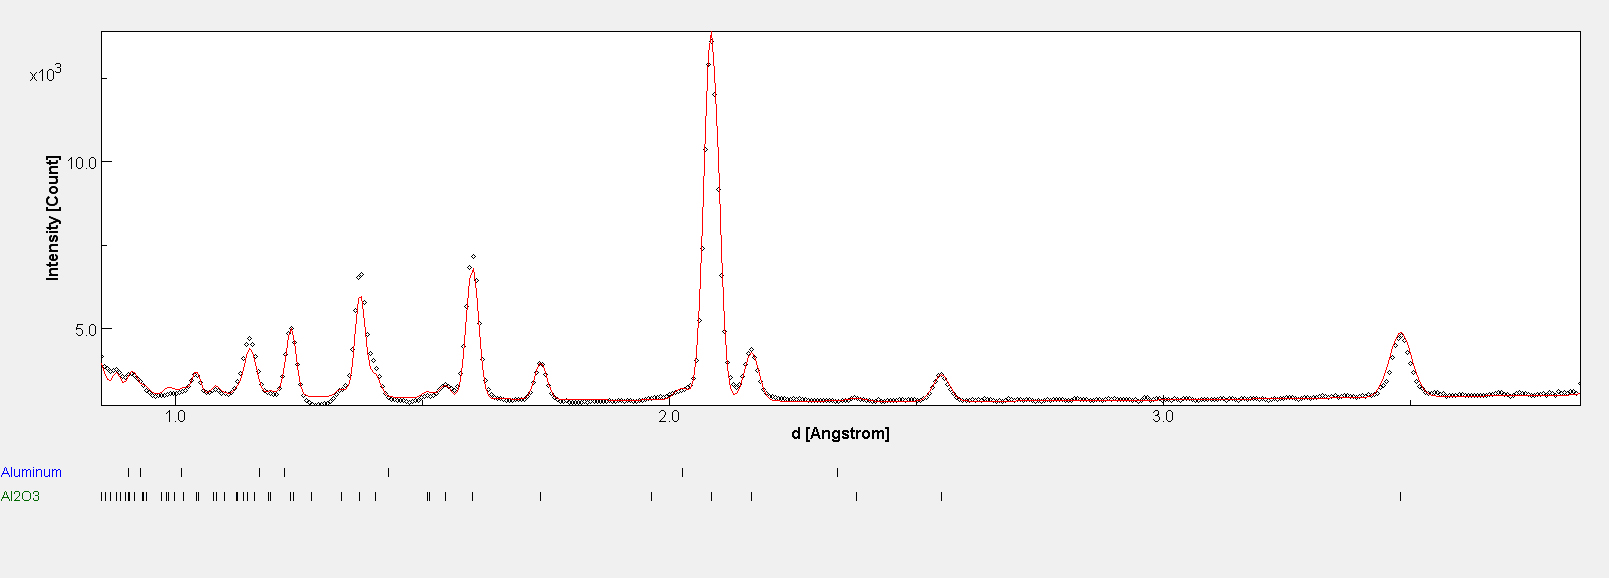 x103
10.0
5.0
Intensity [Count]
1.0 2.0 3.0
d [Angstrom]
Aluminum
Al2O3